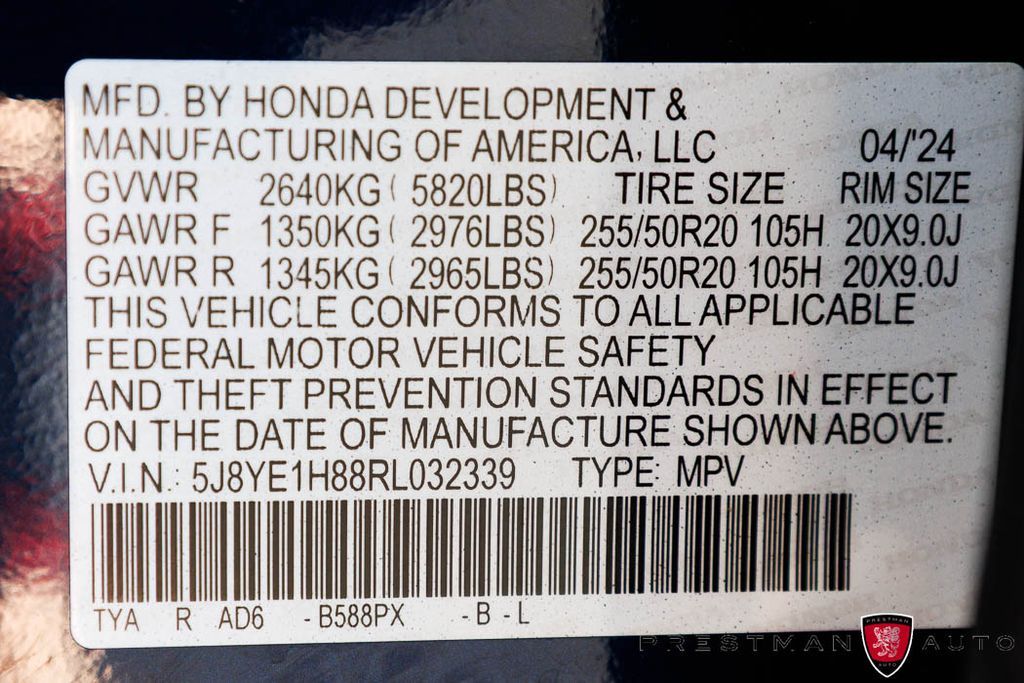 MFD. BY HONDA DEVELOPMENT &
MANUFACTURING OF AMERICA, LLC 04/'24
GVWR 2640KG ( 5820LBS) TIRE SIZE RIM SIZE
GAWR F 1350KG ( 2976LBS) 255/50R20 105H 20X9.0J
GAWR R 1345KG ( 2965LBS) 255/50R20 105H 20X9.0J
THIS VEHICLE CONFORMS TO ALL APPLICABLE
FEDERAL MOTOR VEHICLE SAFETY
AND THEFT PREVENTION STANDARDS IN EFFECT
ON THE DATE OF MANUFACTURE SHOWN ABOVE.
V.I.N.: 5J8YE1H88RL032339 TYPE: MPV
TYA R AD6 -B588PX -B - L
PRESTMAN AUTO
PRESTMAN
AUTO